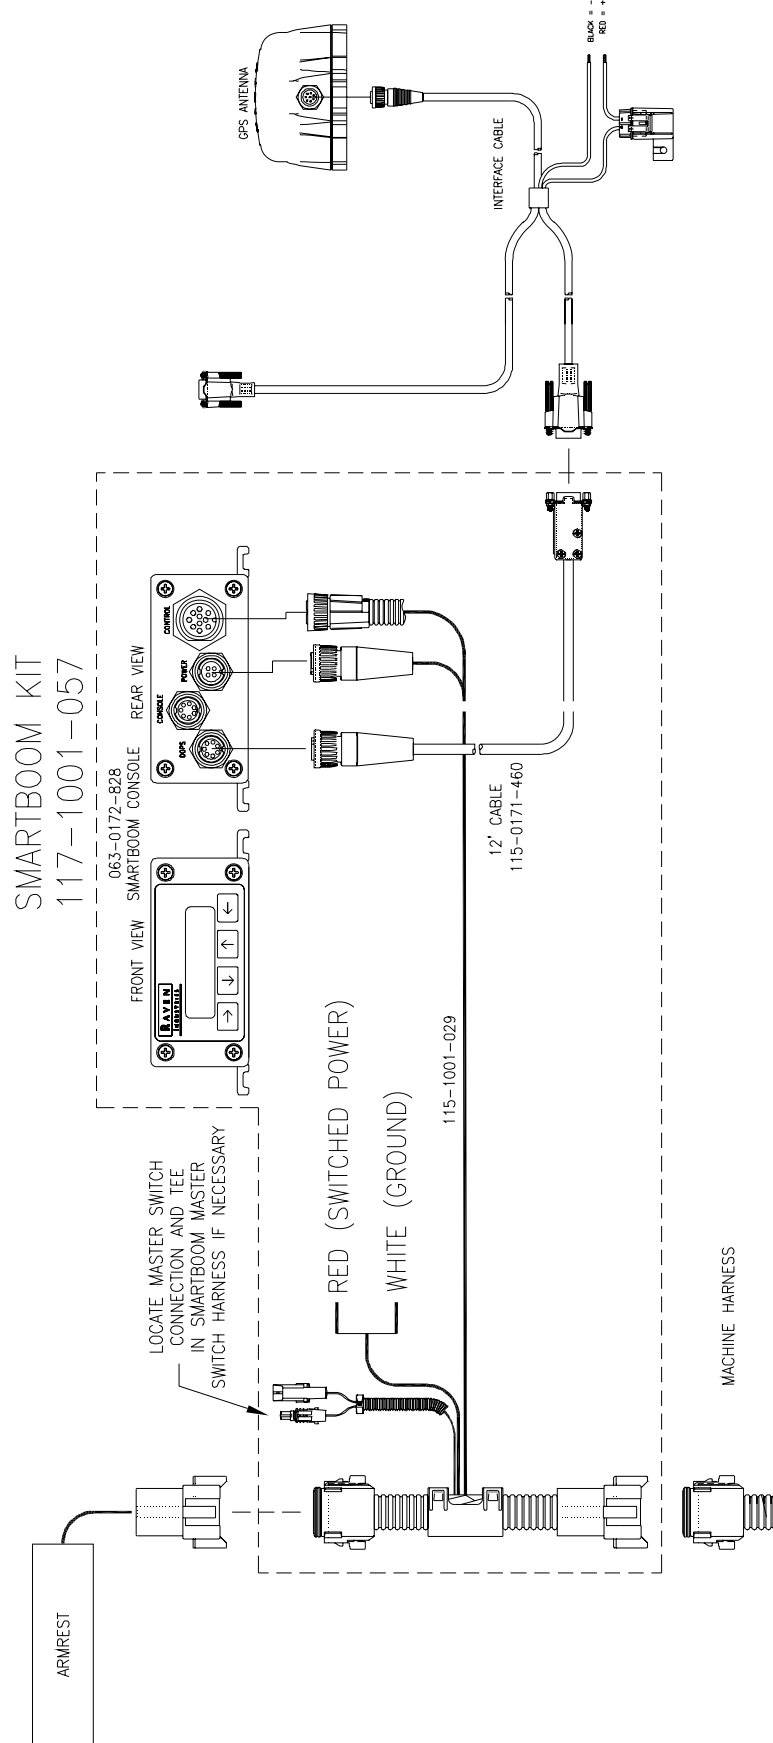 SMARTBOOM KIT
117-1001-057
063-0172-828
SMARTBOOM CONSOLE
FRONT VIEW
REAR VIEW
RAVEN
INDUSTRIES
DGPS
CONSOLE
POWER
CONTROL
GPS ANTENNA
INTERFACE CABLE
BLACK = -
RED = +
12' CABLE
115-0171-460
115-1001-029
RED (SWITCHED POWER)
WHITE (GROUND)
LOCATE MASTER SWITCH
CONNECTION AND TEE
IN SMARTBOOM MASTER
SWITCH HARNESS IF NECESSARY
ARMREST
MACHINE HARNESS